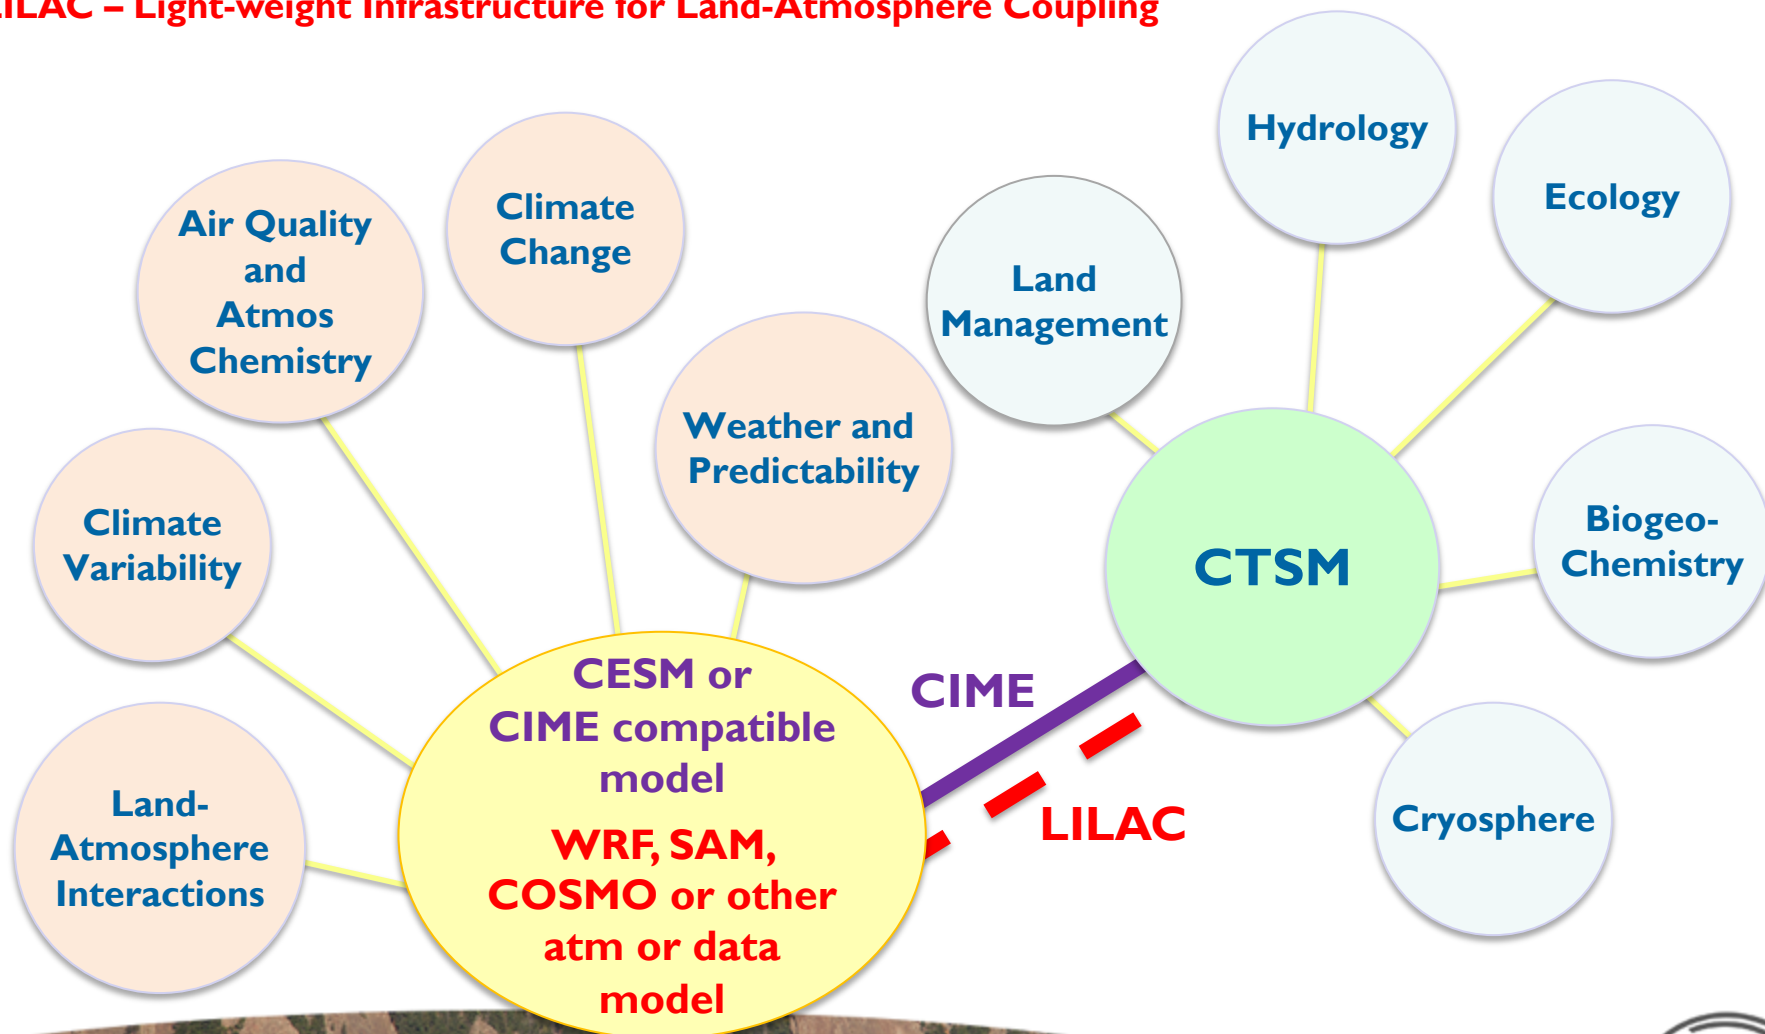 LILAC – Light-weight Infrastructure for Land-Atmosphere Coupling
Hydrology
Ecology
Climate
Change
Air Quality
and
Atmos
Chemistry
Land
Management
Weather and
Predictability
Climate
Variability
Biogeo-
Chemistry
CTSM
CESM or
CIME compatible
model
CIME
Land-
Atmosphere
Interactions
LILAC
Cryosphere
WRF, SAM,
COSMO or other
atm or data
model